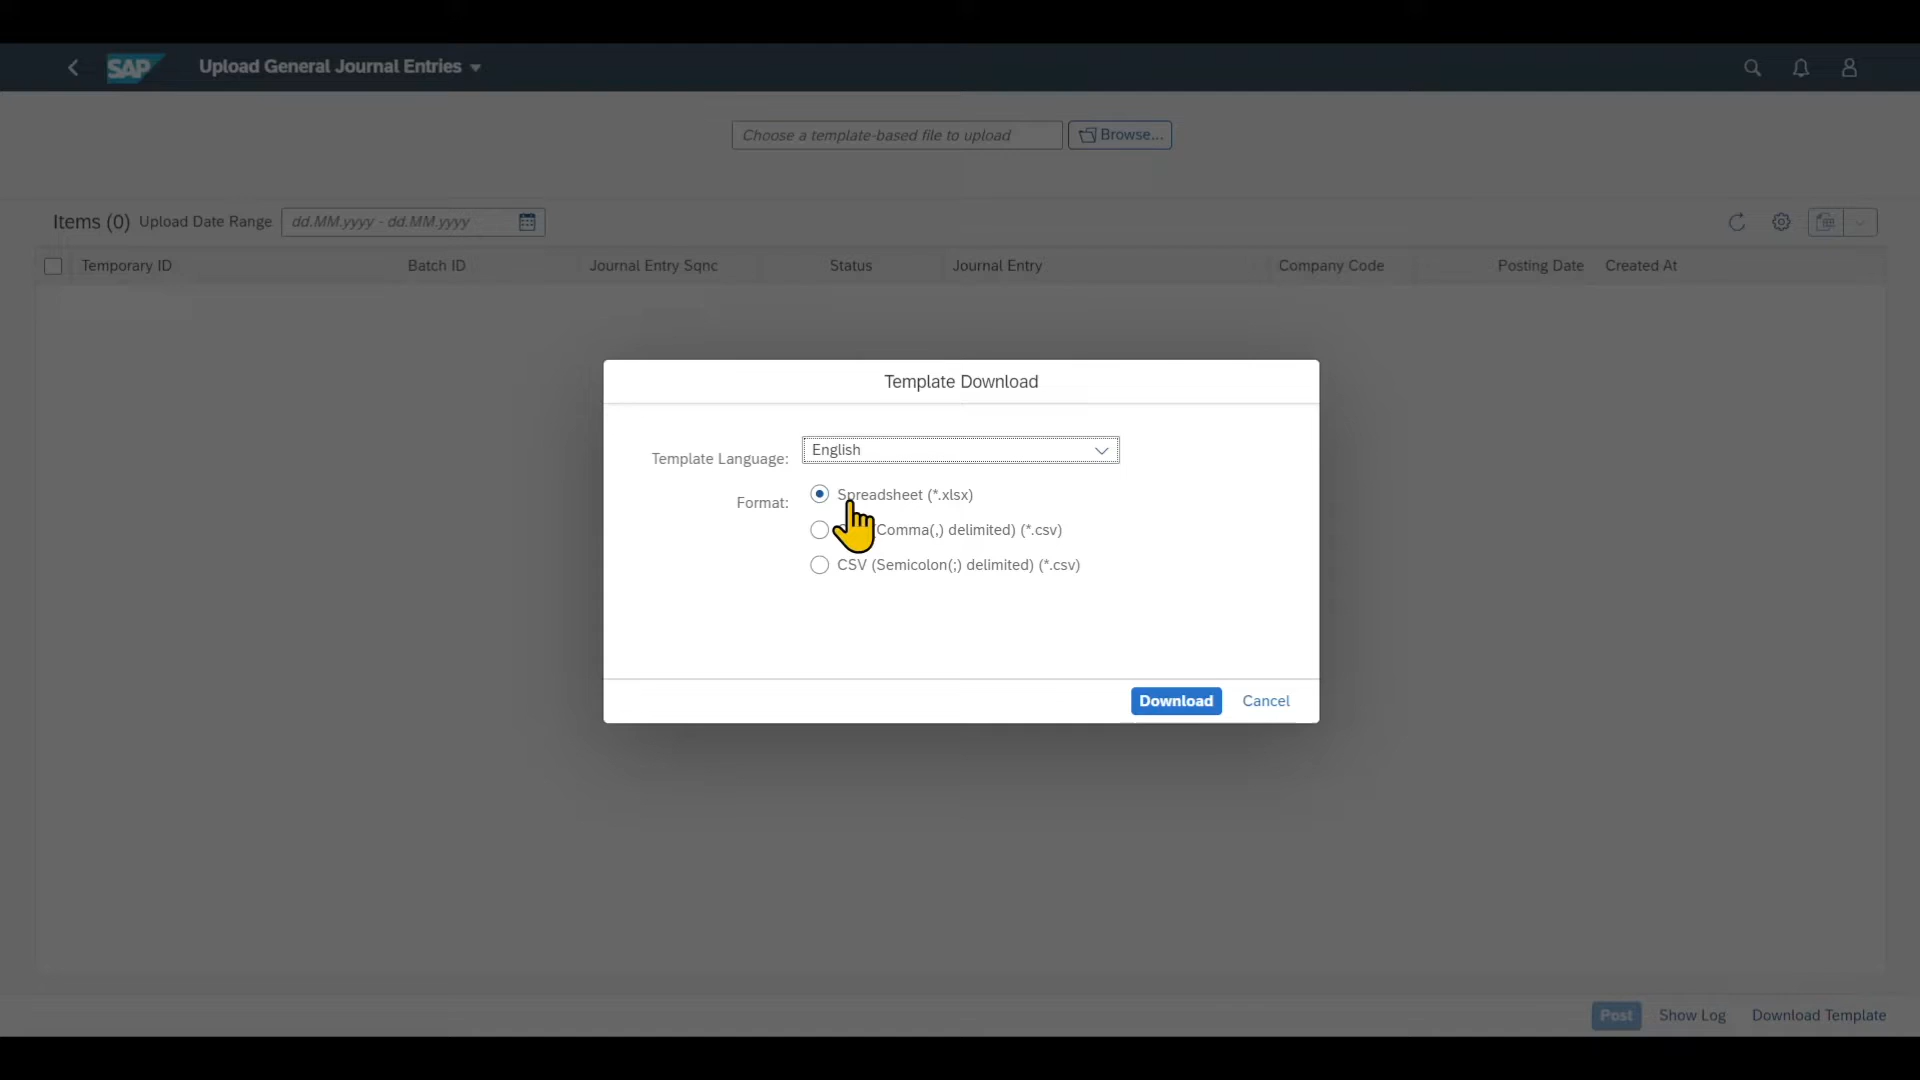 SAP Upload General Journal Entries
Choose a template-based file to upload Browse...
Items (0) Upload Date Range dd.MM.yyyy - dd.MM.yyyy
Temporary ID Batch ID Journal Entry Sqnc Status Journal Entry Company Code Posting Date Created At
Template Download
Template Language: English
Format: Spreadsheet (*.xlsx)
(Comma(,) delimited) (*.csv)
CSV (Semicolon(;) delimited) (*.csv)
Download Cancel
Post Show Log Download Template